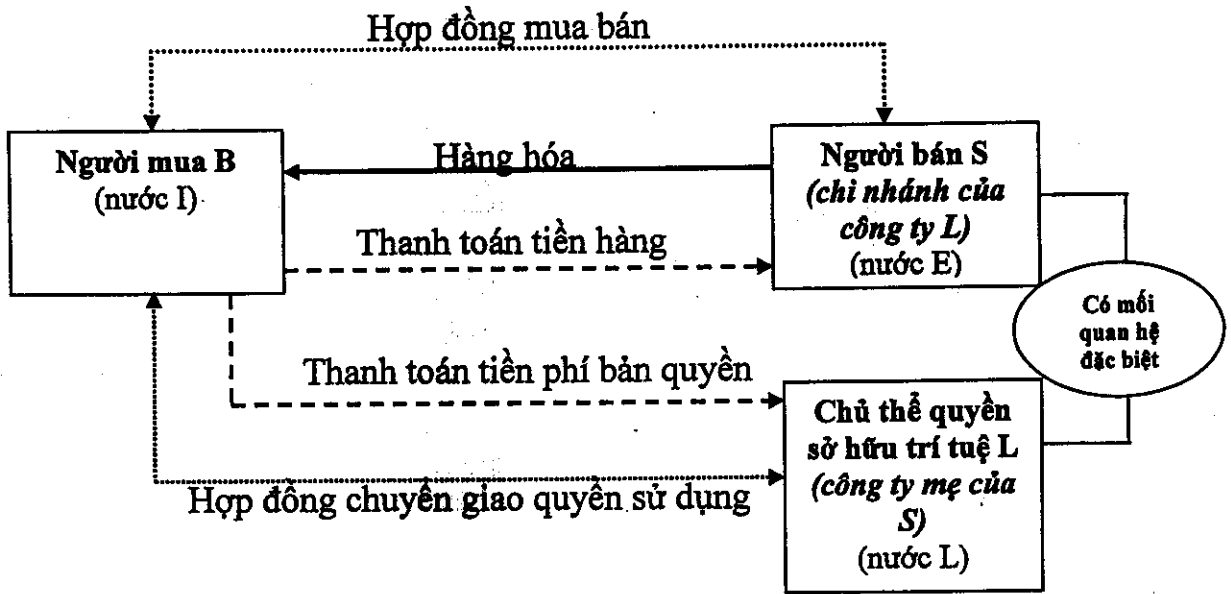 Hợp đồng mua bán
Người mua B
(nước I)
Hàng hóa
Người bán S
(chi nhánh của
công ty L)
(nước E)
Thanh toán tiền hàng
Có mối
quan hệ
đặc biệt
Thanh toán tiền phí bản quyền
Chủ thể quyền
sở hữu trí tuệ L
(công ty mẹ của
S)
(nước L)
Hợp đồng chuyển giao quyền sử dụng